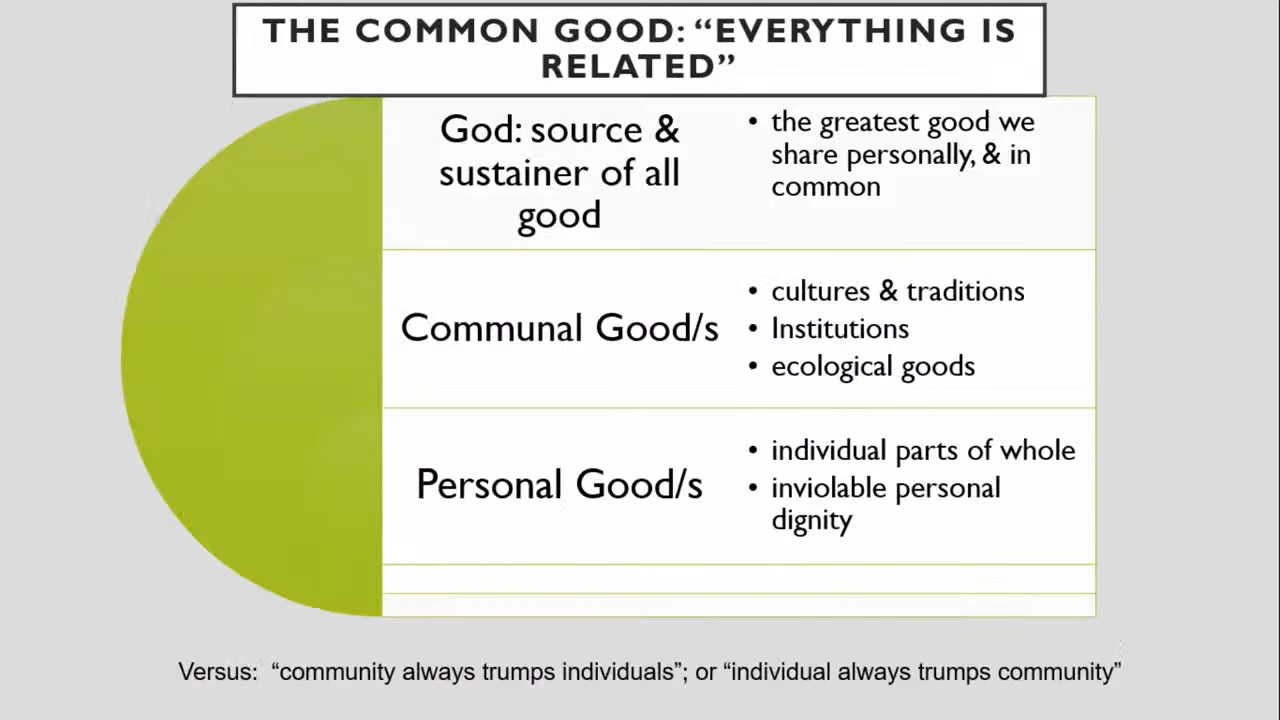 THE COMMON GOOD: “EVERYTHING IS
RELATED”
God: source &
sustainer of all
good
• the greatest good we
share personally, & in
common
Communal Good/s
• cultures & traditions
• Institutions
• ecological goods
Personal Good/s
• individual parts of whole
• inviolable personal
dignity
Versus: “community always trumps individuals”; or “individual always trumps community”